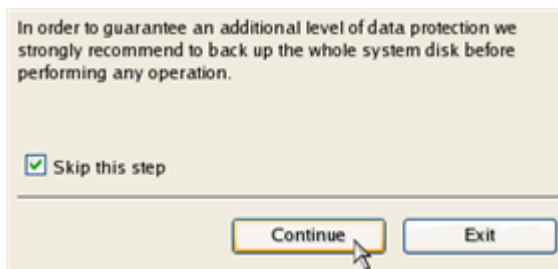 In order to guarantee an additional level of data protection we
strongly recommend to back up the whole system disk before
performing any operation.
Skip this step
Continue
Exit